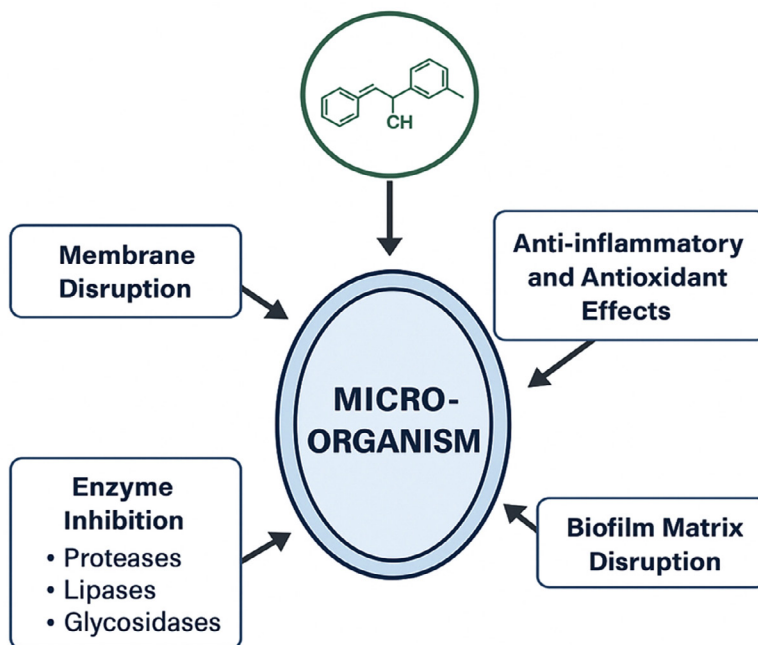 CH
Membrane
Disruption
Anti-inflammatory
and Antioxidant
Effects
MICRO-
ORGANISM
Enzyme
Inhibition
• Proteases
• Lipases
• Glycosidases
Biofilm Matrix
Disruption